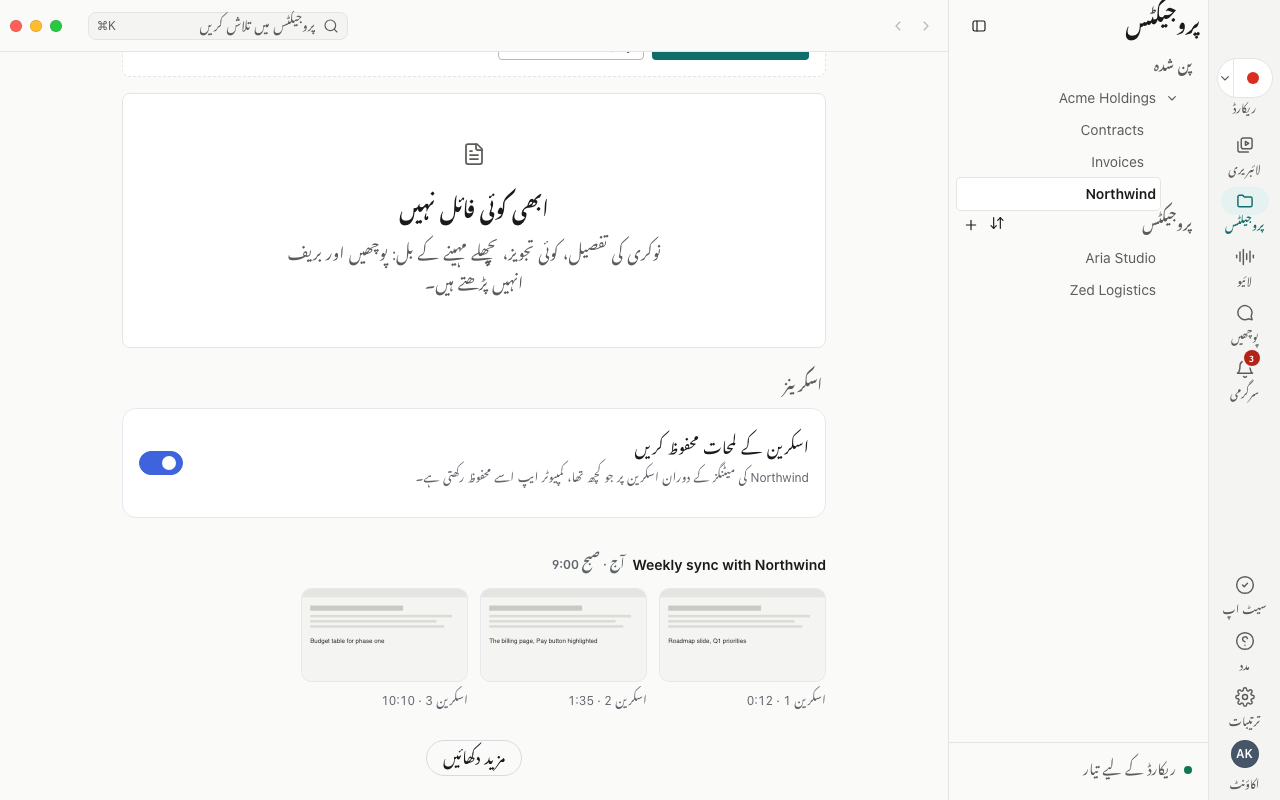 ریکارڈ
لائبریری
پروجیکٹس
لائیو
پوچھیں
3
سرگرمی
سیٹ اپ
مدد
ترتیبات
AK
اکاؤنٹ
پروجیکٹس
پن شدہ
Acme Holdings
Contracts
Invoices
Northwind
پروجیکٹس
Aria Studio
Zed Logistics
ریکارڈ کے لیے تیار
پروجیکٹس میں تلاش کریں ⌘K
ابھی کوئی فائل نہیں
نوکری کی تفصیل، کوئی تجویز، پچھلے مہینے کے بل: پوچھیں اور بریف
انہیں پڑھتے ہیں۔
اسکرینز
اسکرین کے لمحات محفوظ کریں
Northwind کی میٹنگز کے دوران اسکرین پر جو کچھ تھا، کمپیوٹر ایپ اسے محفوظ رکھتی ہے۔
Weekly sync with Northwind آج · صبح 9:00
Roadmap slide, Q1 priorities
The billing page, Pay button highlighted
Budget table for phase one
اسکرین 1 · 0:12
اسکرین 2 · 1:35
اسکرین 3 · 10:10
مزید دکھائیں